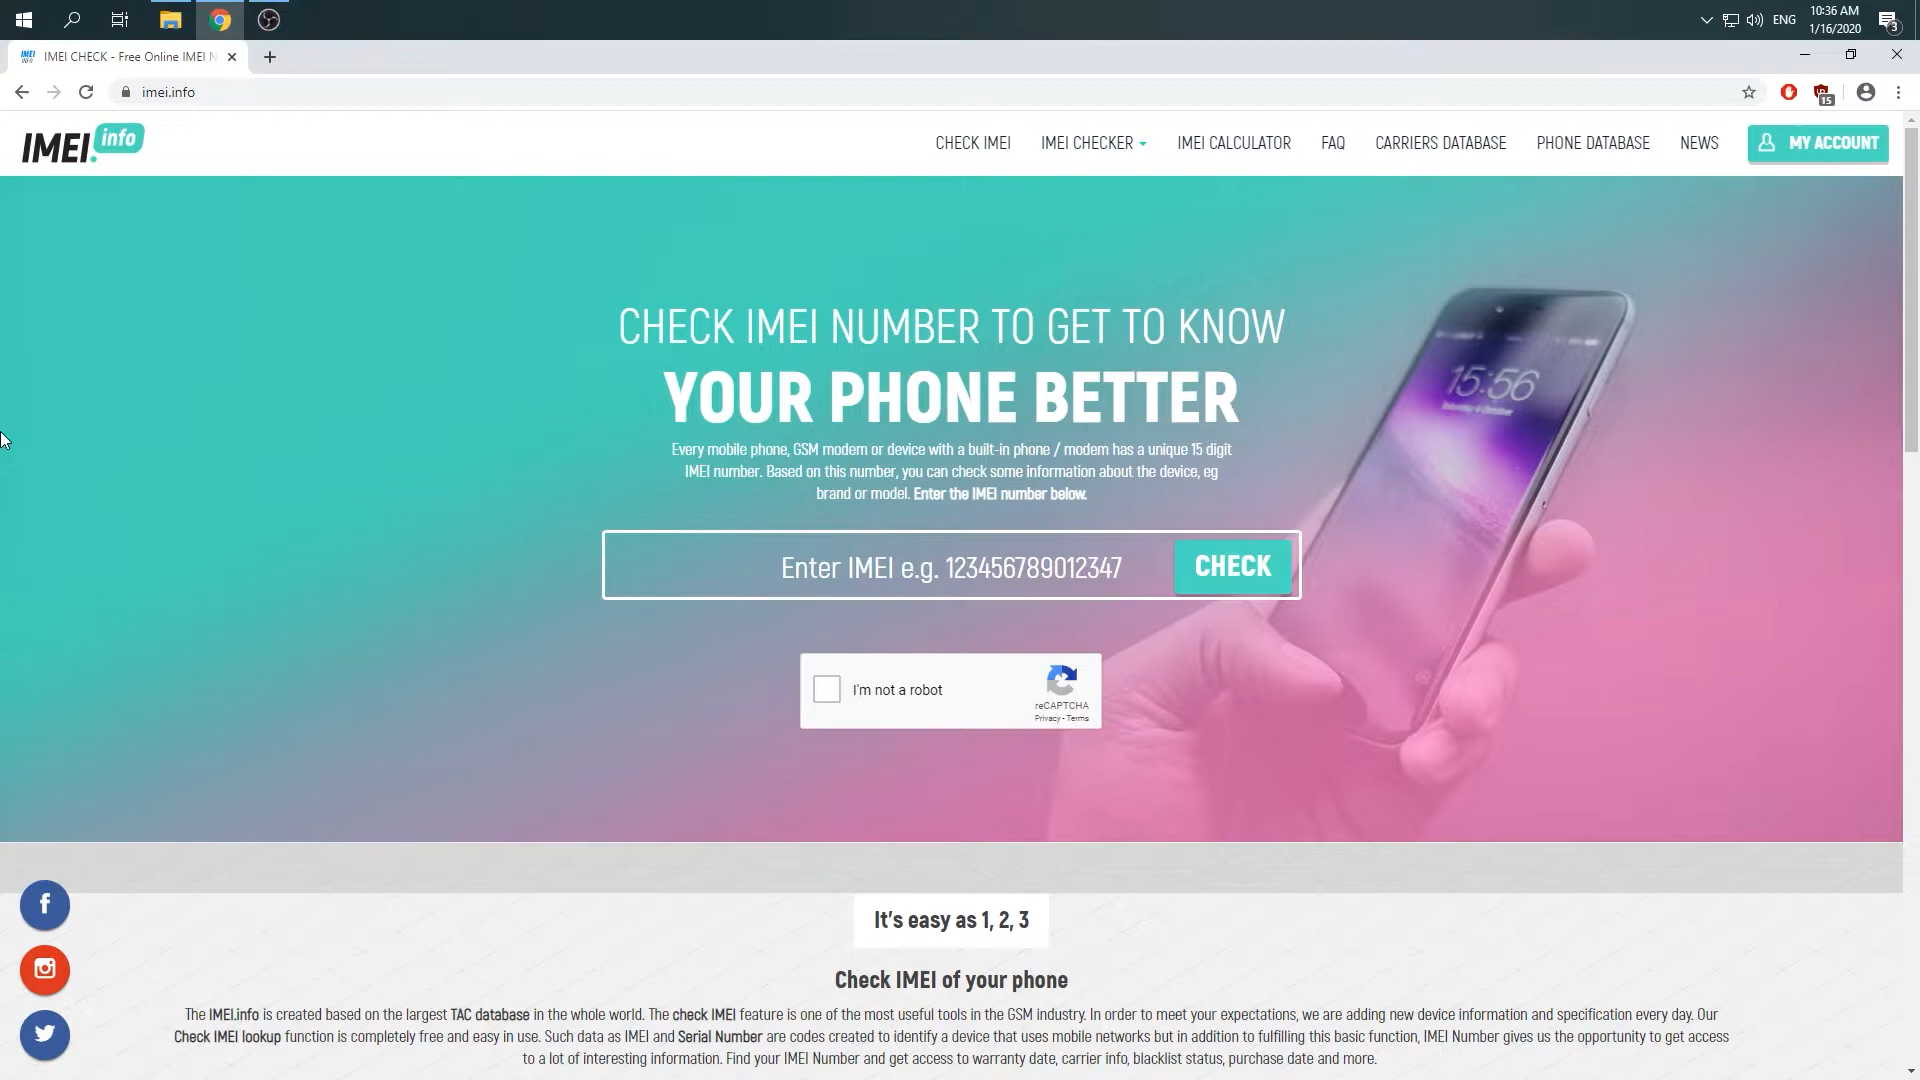 10:36 AM
ENG
1/16/2020
3
IMEI CHECK - Free Online IMEI N
imei.info
15
IMEI.info
CHECK IMEI
IMEI CHECKER
IMEI CALCULATOR
FAQ
CARRIERS DATABASE
PHONE DATABASE
NEWS
MY ACCOUNT
CHECK IMEI NUMBER TO GET TO KNOW
YOUR PHONE BETTER
15:56
Every mobile phone, GSM modem or device with a built-in phone / modem has a unique 15 digit
IMEI number. Based on this number, you can check some information about the device, eg
brand or model. Enter the IMEI number below.
Enter IMEI e.g. 123456789012347
CHECK
I'm not a robot
reCAPTCHA
Privacy - Terms
It's easy as 1, 2, 3
Check IMEI of your phone
The IMEI.info is created based on the largest TAC database in the whole world. The check IMEI feature is one of the most useful tools in the GSM industry. In order to meet your expectations, we are adding new device information and specification every day. Our
Check IMEI lookup function is completely free and easy in use. Such data as IMEI and Serial Number are codes created to identify a device that uses mobile networks but in addition to fulfilling this basic function, IMEI Number gives us the opportunity to get access
to a lot of interesting information. Find your IMEI Number and get access to warranty date, carrier info, blacklist status, purchase date and more.